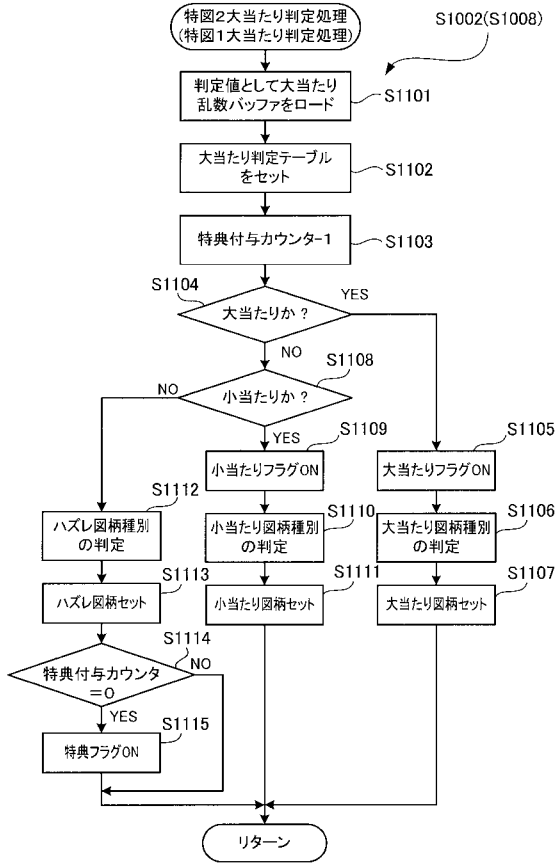 特図２大当たり判定処理
(特図１大当たり判定処理)
S1002(S1008)
判定値として大当たり
乱数バッファをロード
S1101
大当たり判定テーブル
をセット
S1102
特典付与カウンター1
S1103
S1104
大当たりか？
YES
NO
S1108
小当たりか？
NO
YES
S1109
小当たりフラグON
S1105
大当たりフラグON
S1112
ハズレ図柄種別
の判定
S1110
小当たり図柄種別
の判定
S1106
大当たり図柄種別
の判定
S1113
ハズレ図柄セット
S1111
小当たり図柄セット
S1107
大当たり図柄セット
S1114
特典付与カウンタ
＝0
NO
YES
S1115
特典フラグON
リターン